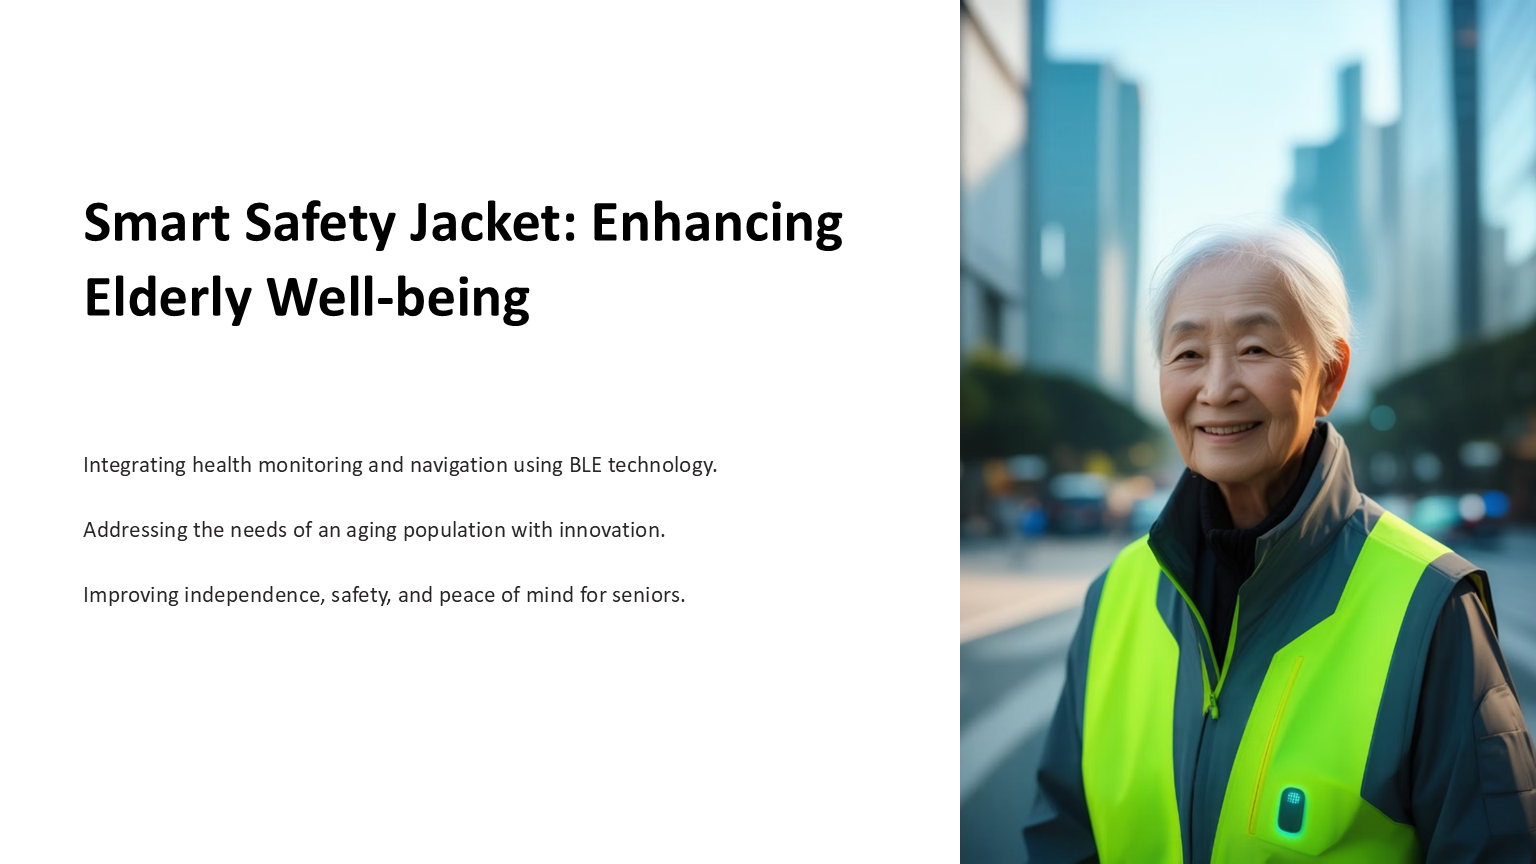 Smart Safety Jacket: Enhancing
Elderly Well-being
Integrating health monitoring and navigation using BLE technology.
Addressing the needs of an aging population with innovation.
Improving independence, safety, and peace of mind for seniors.